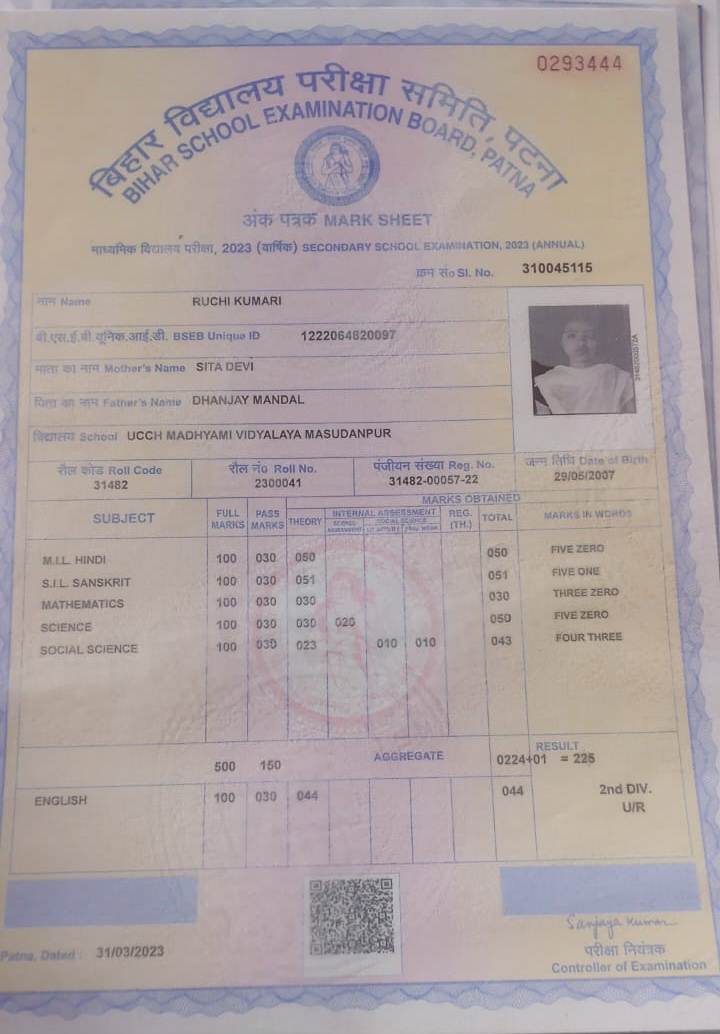 0293444
बिहार विद्यालय परीक्षा समिति, पटना
BIHAR SCHOOL EXAMINATION BOARD, PATNA
अंक पत्रक MARK SHEET
माध्यमिक विद्यालय परीक्षा, 2023 (वार्षिक) SECONDARY SCHOOL EXAMINATION, 2023 (ANNUAL)
क्रम सं० Sl. No. 310045115
नाम Name RUCHI KUMARI
बी.एस.ई.बी.यूनिक.आई.डी. BSEB Unique ID 1222064820097
माता का नाम Mother's Name SITA DEVI
पिता का नाम Father's Name DHANJAY MANDAL
विद्यालय School UCCH MADHYAMI VIDYALAYA MASUDANPUR
रौल कोड Roll Code रौल नं० Roll No. पंजीयन संख्या Reg. No. जन्म तिथि Date of Birth
31482 2300041 31482-00057-22 29/05/2007
MARKS OBTAINED
SUBJECT FULL MARKS PASS MARKS THEORY INTERNAL ASSESSMENT REG. (TH.) TOTAL MARKS IN WORDS
SCIENCE SOCIAL SCIENCE
M.I.L. HINDI 100 030 050 050 FIVE ZERO
S.I.L. SANSKRIT 100 030 051 051 FIVE ONE
MATHEMATICS 100 030 030 030 THREE ZERO
SCIENCE 100 030 030 020 050 FIVE ZERO
SOCIAL SCIENCE 100 030 023 010 010 043 FOUR THREE
RESULT
500 150 AGGREGATE 0224+01 = 225
ENGLISH 100 030 044 044 2nd DIV.
U/R
Sanjaya Kumar
Patna, Dated : 31/03/2023
परीक्षा नियंत्रक
Controller of Examination